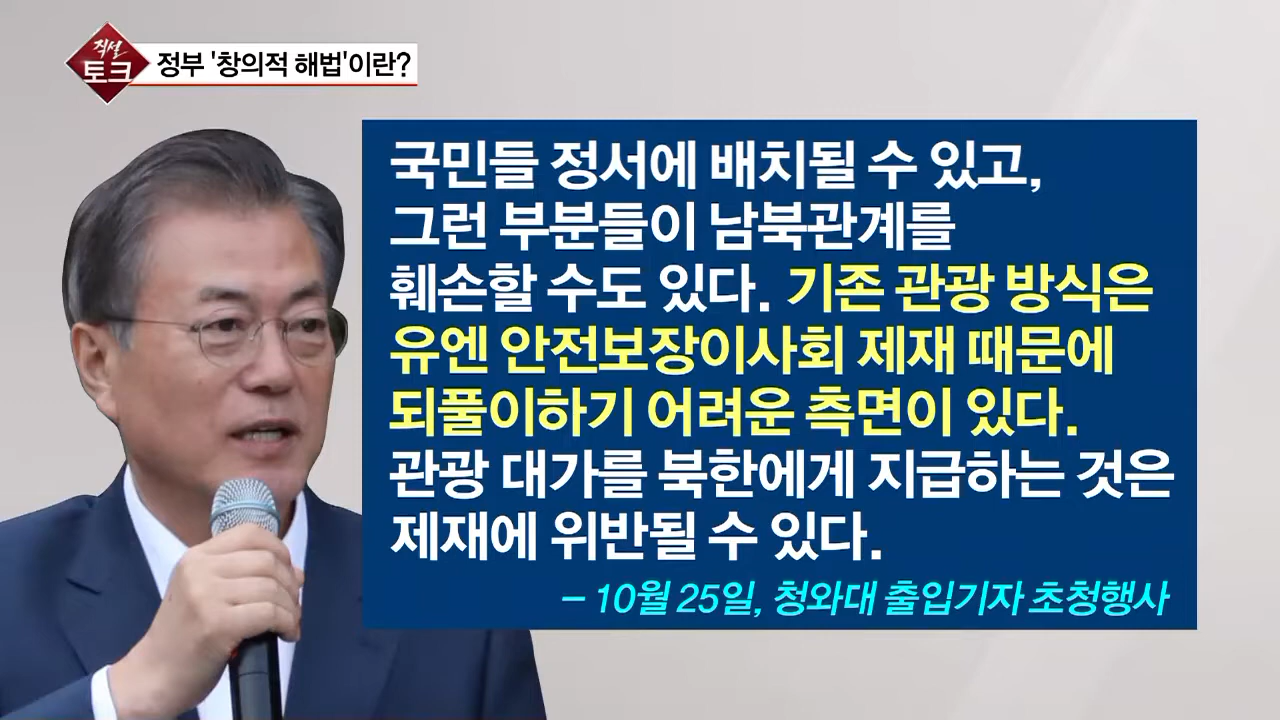 직설
토크
정부 '창의적 해법'이란?
국민들 정서에 배치될 수 있고,
그런 부분들이 남북관계를
훼손할 수도 있다. 기존 관광 방식은
유엔 안전보장이사회 제재 때문에
되풀이하기 어려운 측면이 있다.
관광 대가를 북한에게 지급하는 것은
제재에 위반될 수 있다.
– 10월 25일, 청와대 출입기자 초청행사